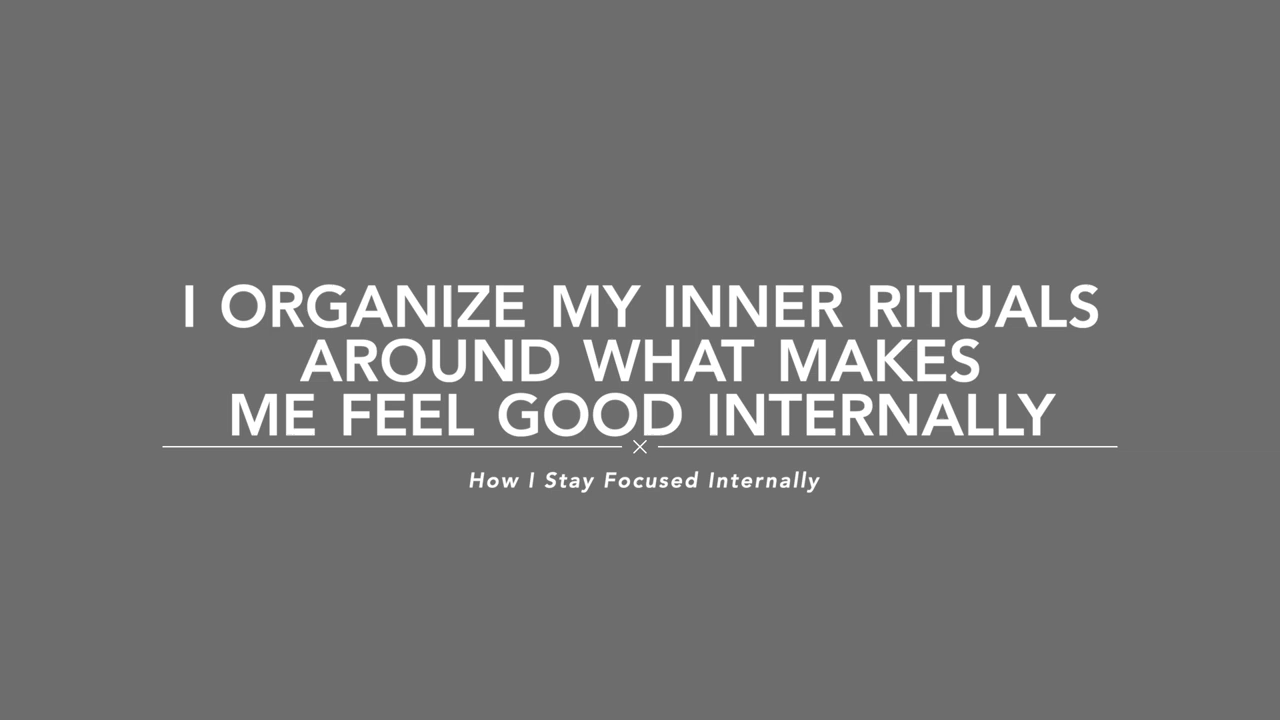 I ORGANIZE MY INNER RITUALS
AROUND WHAT MAKES
ME FEEL GOOD INTERNALLY
How I Stay Focused Internally